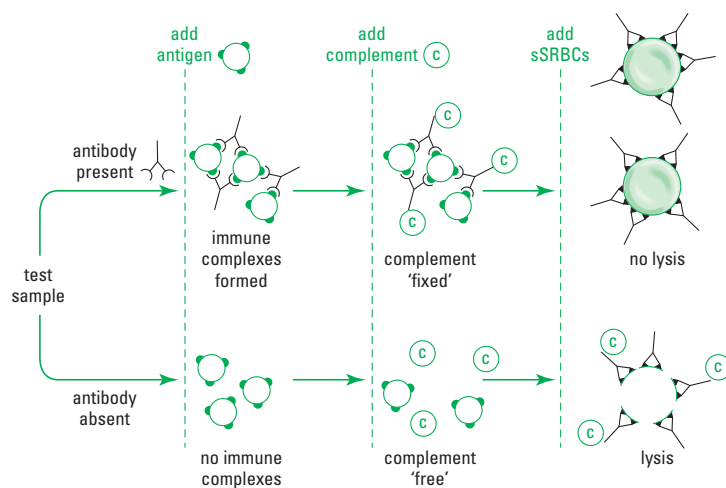 add
antigen
add
complement C
add
sSRBCs
antibody
present
C
C
C
immune
complexes
formed
complement
'fixed'
no lysis
test
sample
C
C
C
C
C
C
antibody
absent
no immune
complexes
complement
'free'
lysis